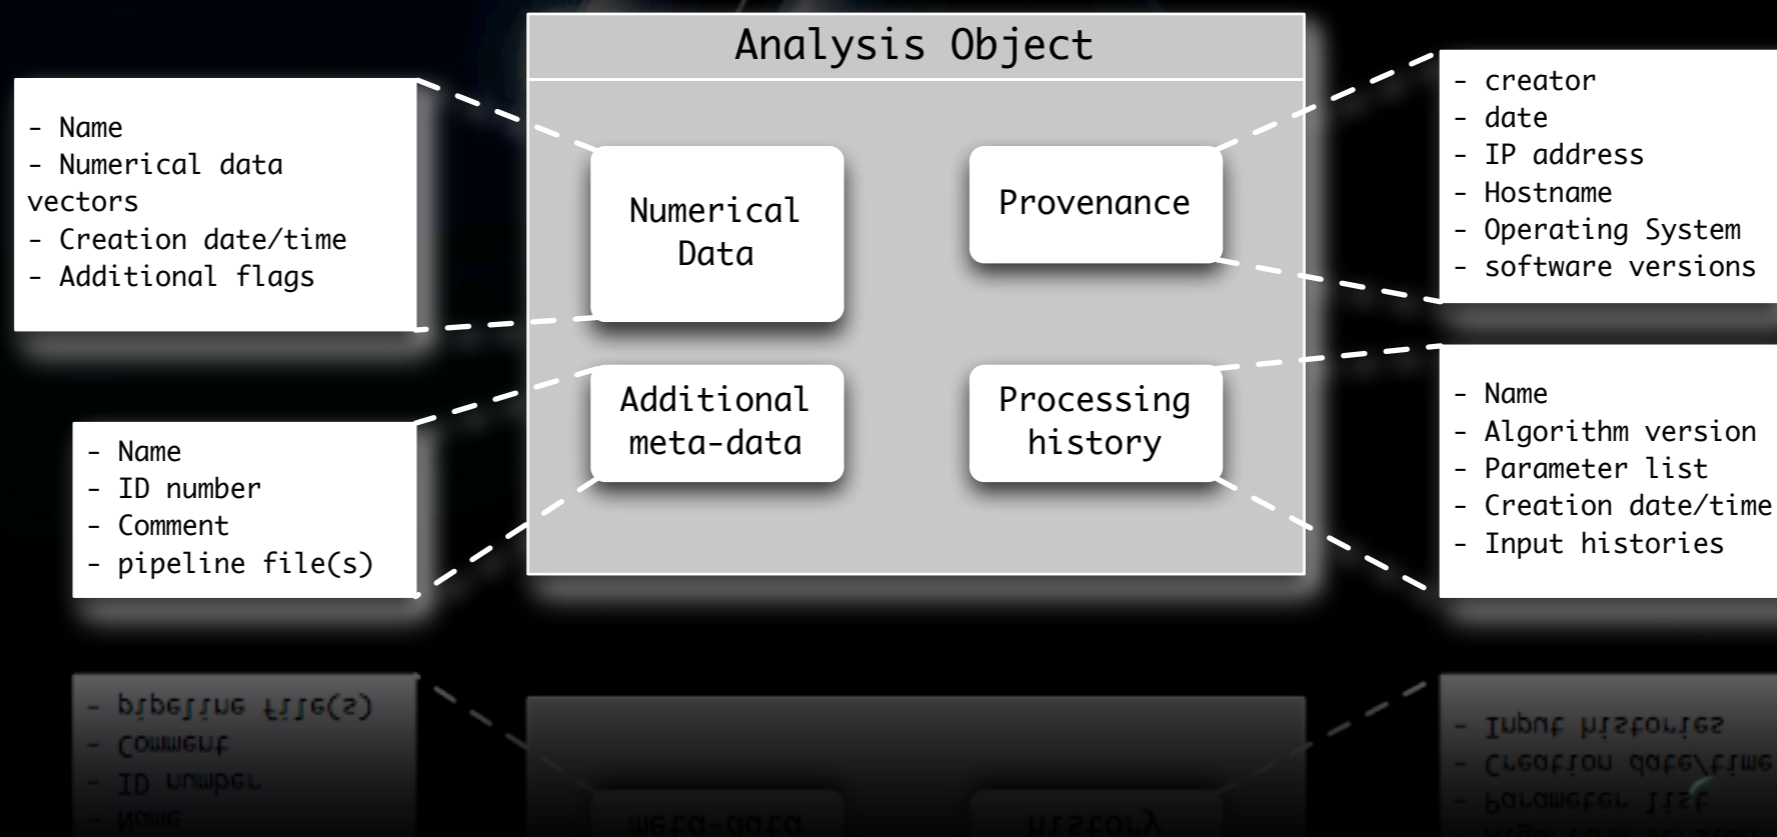 Analysis Object
- Name
- Numerical data
vectors
- Creation date/time
- Additional flags
Numerical
Data
Provenance
- creator
- date
- IP address
- Hostname
- Operating System
- software versions
- Name
- ID number
- Comment
- pipeline file(s)
Additional
meta-data
Processing
history
- Name
- Algorithm version
- Parameter list
- Creation date/time
- Input histories